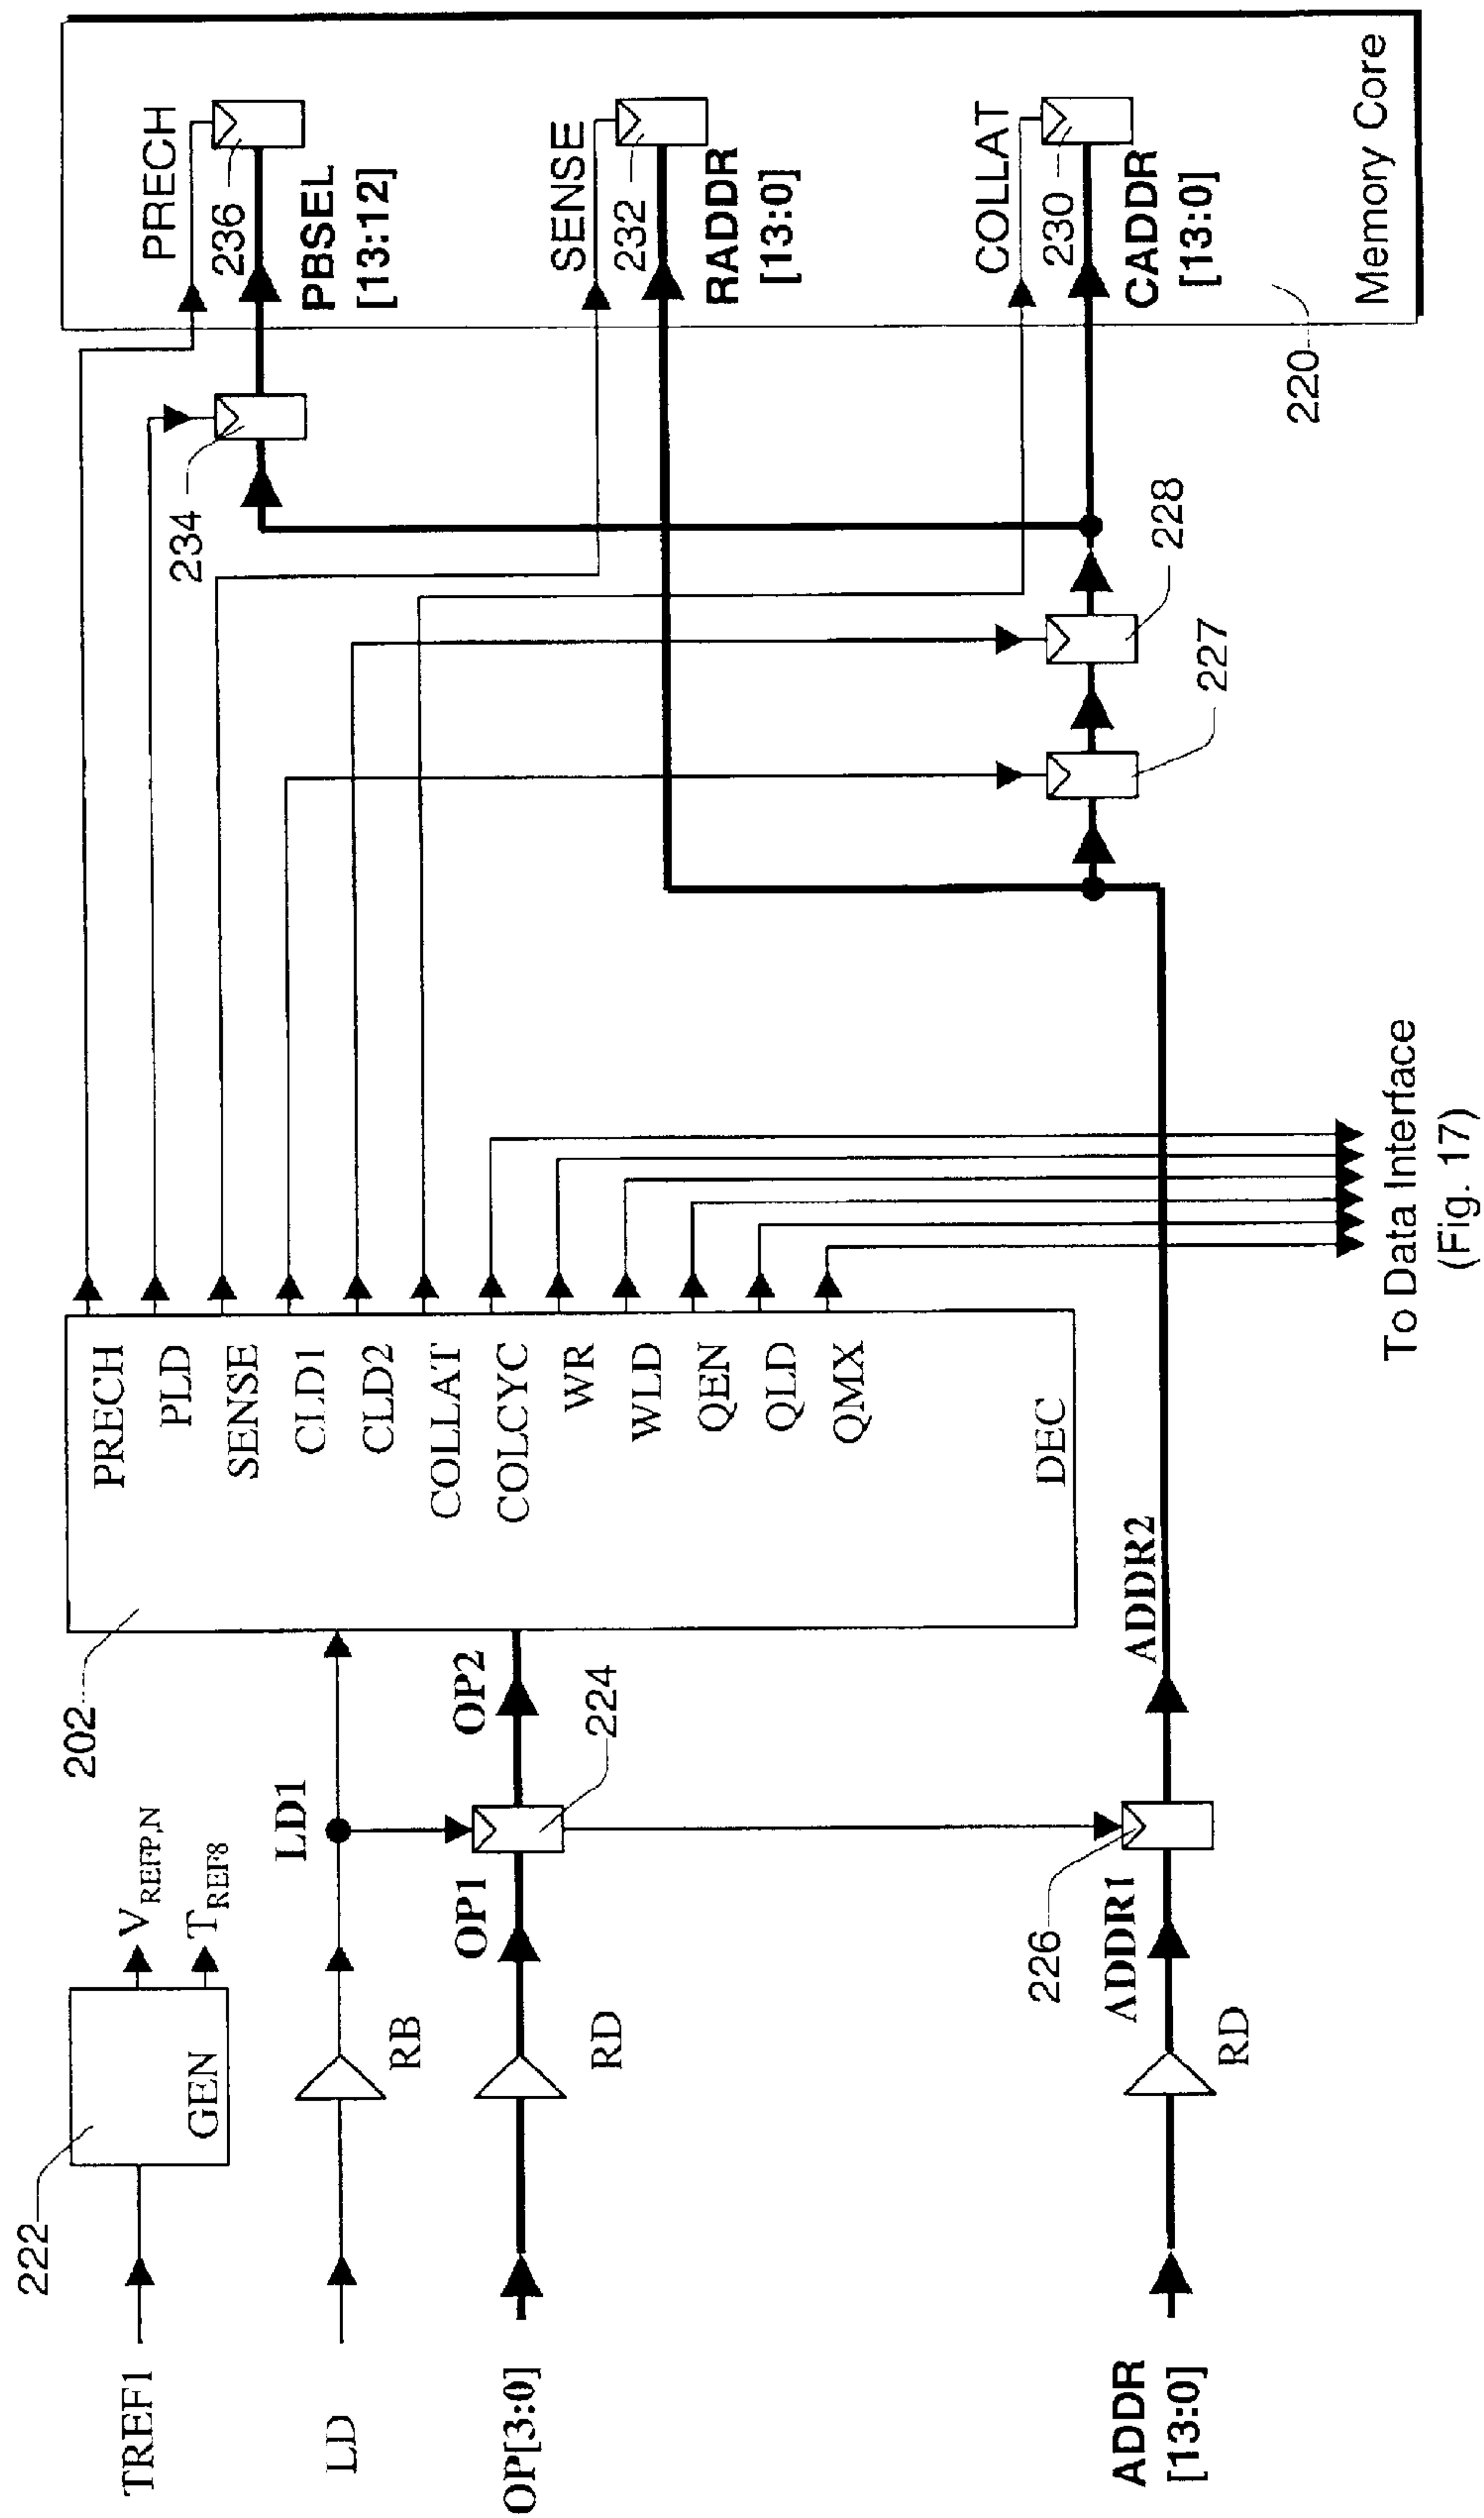 TREF1
222
GEN
VREFP,N
TREF8
LD
RB
LD1
OP[3:0]
RD
OP1
224
OP2
ADDR
[13:0]
RD
ADDR1
226
ADDR2
202
PRECH
PLD
SENSE
CLD1
CLD2
COLLAT
COLCYC
WR
WLD
QEN
QLD
QMX
DEC
To Data Interface
(Fig. 17)
227
228
234
PRECH
236
PBSEL
[13:12]
SENSE
232
RADDR
[13:0]
COLLAT
230
CADDR
[13:0]
220
Memory Core